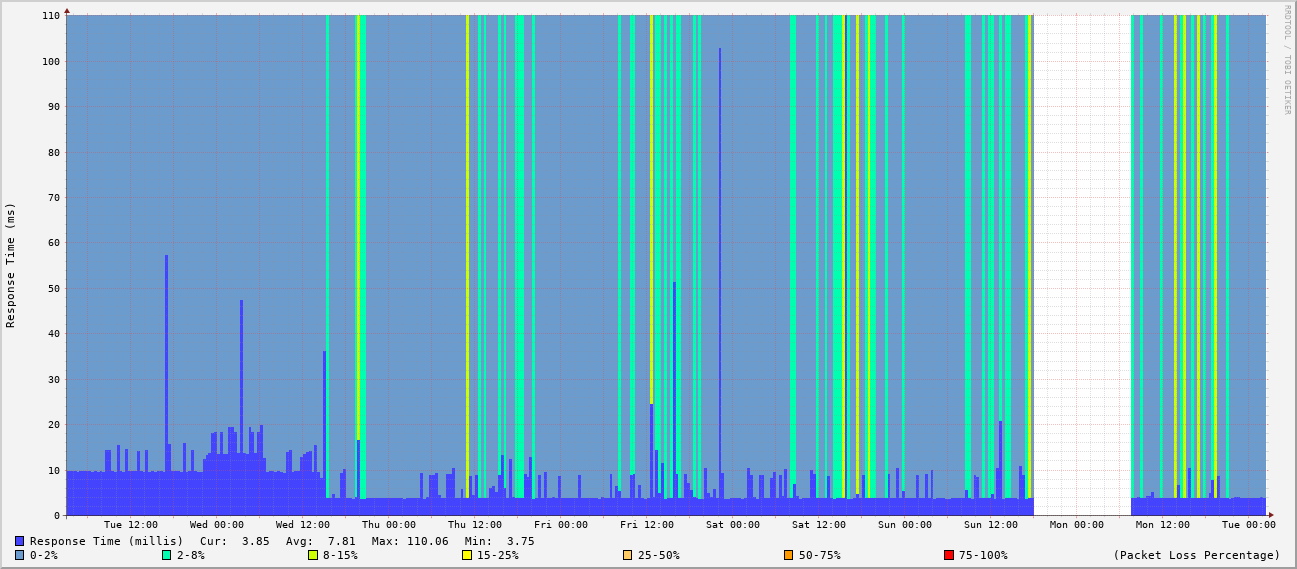 110
100
90
80
70
60
50
40
30
20
10
0
Response Time (ms)
RRDTOOL / TOBI OETIKER
Tue 12:00 Wed 00:00 Wed 12:00 Thu 00:00 Thu 12:00 Fri 00:00 Fri 12:00 Sat 00:00 Sat 12:00 Sun 00:00 Sun 12:00 Mon 00:00 Mon 12:00 Tue 00:00
Response Time (millis) Cur: 3.85 Avg: 7.81 Max: 110.06 Min: 3.75
0-2% 2-8% 8-15% 15-25% 25-50% 50-75% 75-100% (Packet Loss Percentage)